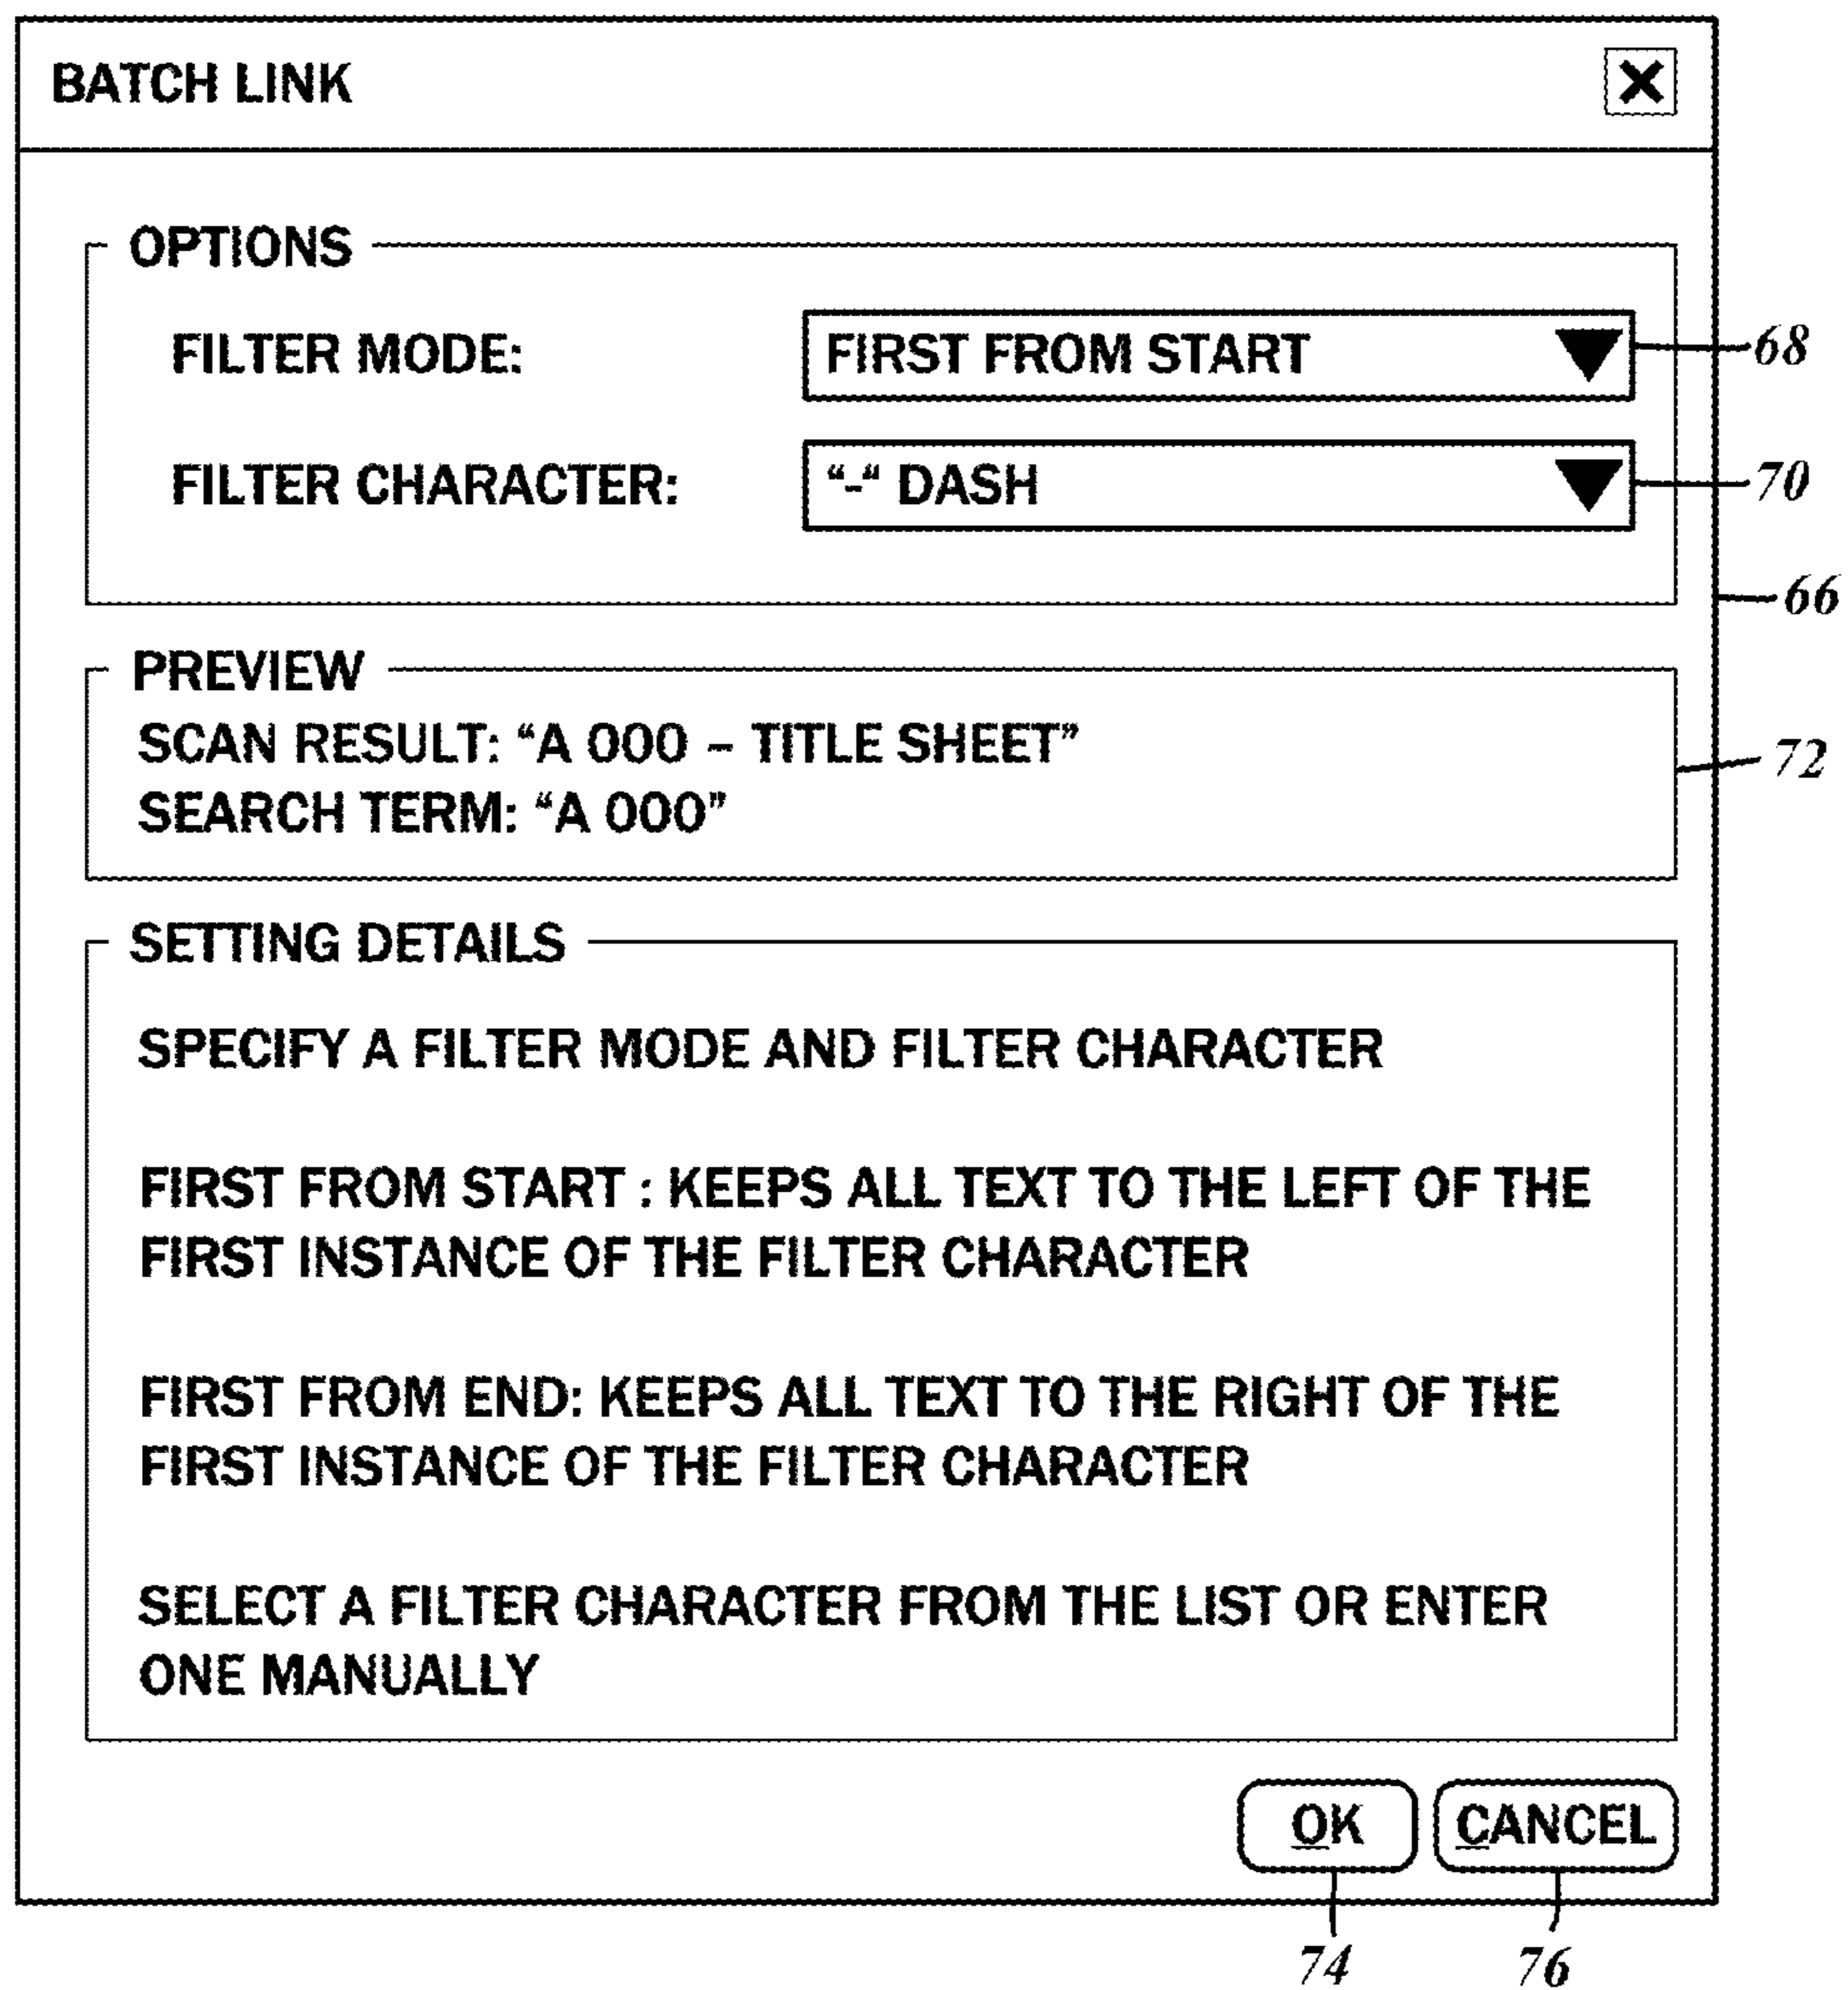 BATCH LINK
OPTIONS
FILTER MODE: FIRST FROM START 68
FILTER CHARACTER: “-“ DASH 70
66
PREVIEW
SCAN RESULT: “A 000 – TITLE SHEET”
72
SEARCH TERM: “A 000”
SETTING DETAILS
SPECIFY A FILTER MODE AND FILTER CHARACTER
FIRST FROM START : KEEPS ALL TEXT TO THE LEFT OF THE
FIRST INSTANCE OF THE FILTER CHARACTER
FIRST FROM END: KEEPS ALL TEXT TO THE RIGHT OF THE
FIRST INSTANCE OF THE FILTER CHARACTER
SELECT A FILTER CHARACTER FROM THE LIST OR ENTER
ONE MANUALLY
OK CANCEL
74 76